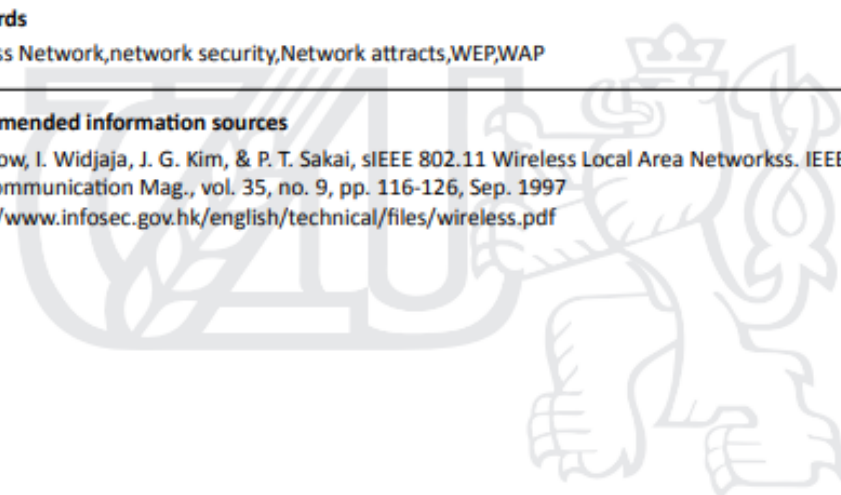 rds
ss Network,network security,Network attracts,WEP,WAP
mended information sources
ow, I. Widjaja, J. G. Kim, & P. T. Sakai, sIEEE 802.11 Wireless Local Area Networkss. IEEE
ommunication Mag., vol. 35, no. 9, pp. 116-126, Sep. 1997
/www.infosec.gov.hk/english/technical/files/wireless.pdf